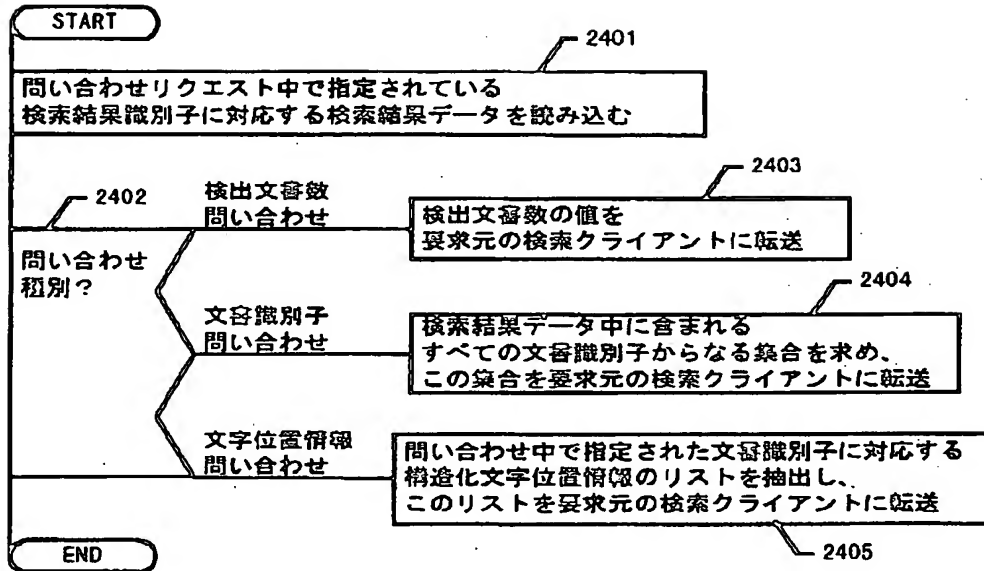 START
2401
問い合わせリクエスト中で指定されている
検索結果識別子に対応する検索結果データを読み込む
2402
検出文書数
問い合わせ
2403
検出文書数の値を
要求元の検索クライアントに転送
問い合わせ
種別？
文書識別子
問い合わせ
2404
検索結果データ中に含まれる
すべての文書識別子からなる集合を求め、
この集合を要求元の検索クライアントに転送
文字位置情報
問い合わせ
問い合わせ中で指定された文書識別子に対応する
構造化文字位置情報のリストを抽出し、
このリストを要求元の検索クライアントに転送
END
2405